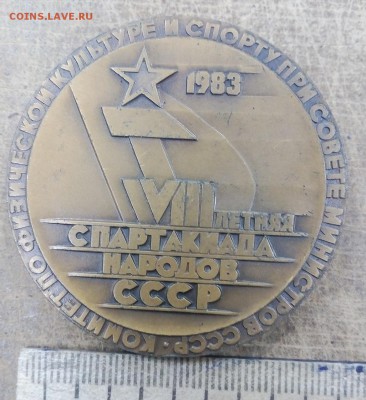 COINS.LAVE.RU
КОМИТЕТ ПО ФИЗИЧЕСКОЙ КУЛЬТУРЕ И СПОРТУ ПРИ СОВЕТЕ МИНИСТРОВ СССР •
1983
VIII ЛЕТНЯЯ
СПАРТАКИАДА
НАРОДОВ
СССР